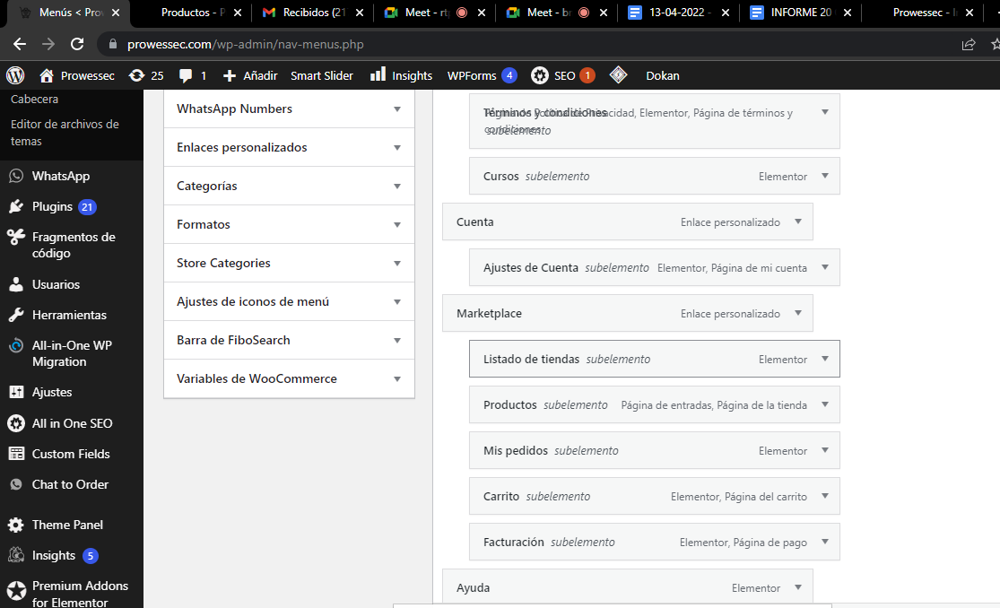 Menús < Prov
Productos - P
Recibidos (21
Meet - rt
Meet - br
13-04-2022 -
INFORME 20
Prowessec - I
prowessec.com/wp-admin/nav-menus.php
Prowessec
25
1
Añadir
Smart Slider
Insights
WPForms 4
SEO 1
Dokan
Cabecera
Editor de archivos de
temas
WhatsApp
Plugins 21
Fragmentos de
código
Usuarios
Herramientas
All-in-One WP
Migration
Ajustes
All in One SEO
Custom Fields
Chat to Order
Theme Panel
Insights 5
Premium Addons
for Elementor
WhatsApp Numbers
Enlaces personalizados
Categorías
Formatos
Store Categories
Ajustes de iconos de menú
Barra de FiboSearch
Variables de WooCommerce
Términos y condiciones
subelemento
Página de Política de Privacidad, Elementor, Página de términos y
condiciones
Cursos subelemento Elementor
Cuenta Enlace personalizado
Ajustes de Cuenta subelemento Elementor, Página de mi cuenta
Marketplace Enlace personalizado
Listado de tiendas subelemento Elementor
Productos subelemento Página de entradas, Página de la tienda
Mis pedidos subelemento Elementor
Carrito subelemento Elementor, Página del carrito
Facturación subelemento Elementor, Página de pago
Ayuda Elementor